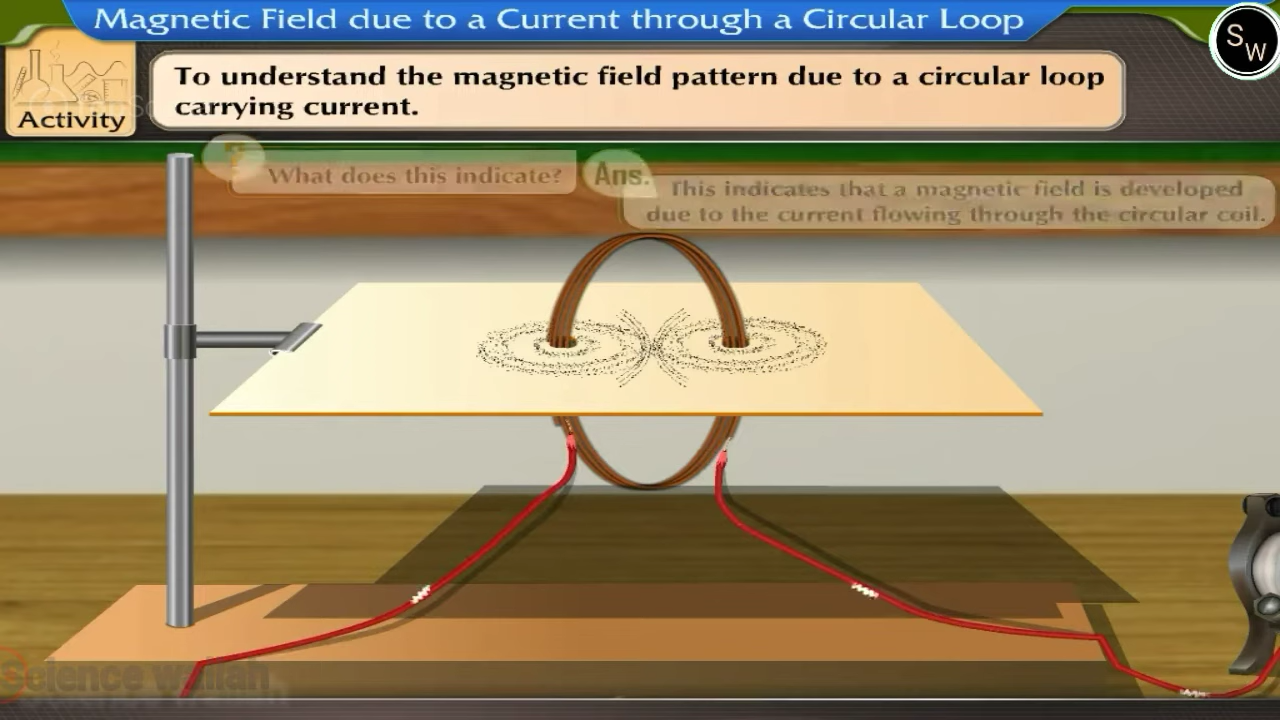 Magnetic Field due to a Current through a Circular Loop
S
W
To understand the magnetic field pattern due to a circular loop
carrying current.
Activity
What does this indicate?
Ans.
This indicates that a magnetic field is developed
due to the current flowing through the circular coil.
Science wallah